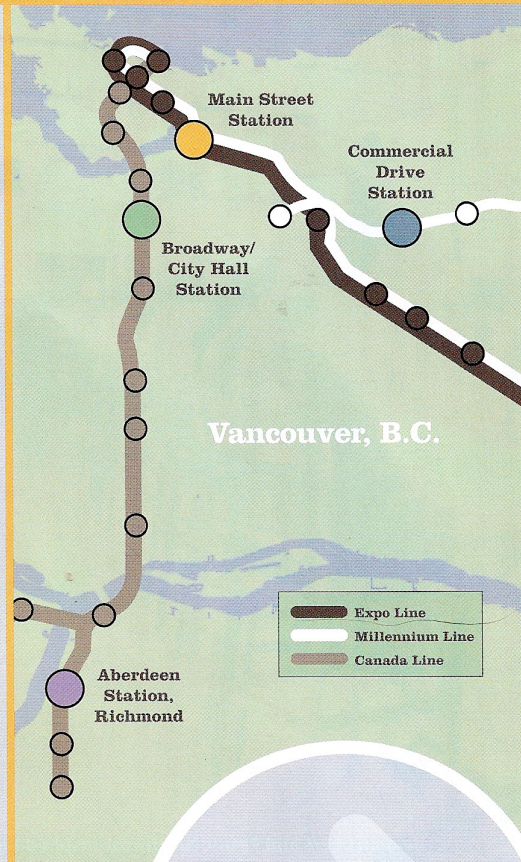 Main Street
Station
Commercial
Drive
Station
Broadway/
City Hall
Station
Vancouver, B.C.
Expo Line
Millennium Line
Canada Line
Aberdeen
Station,
Richmond